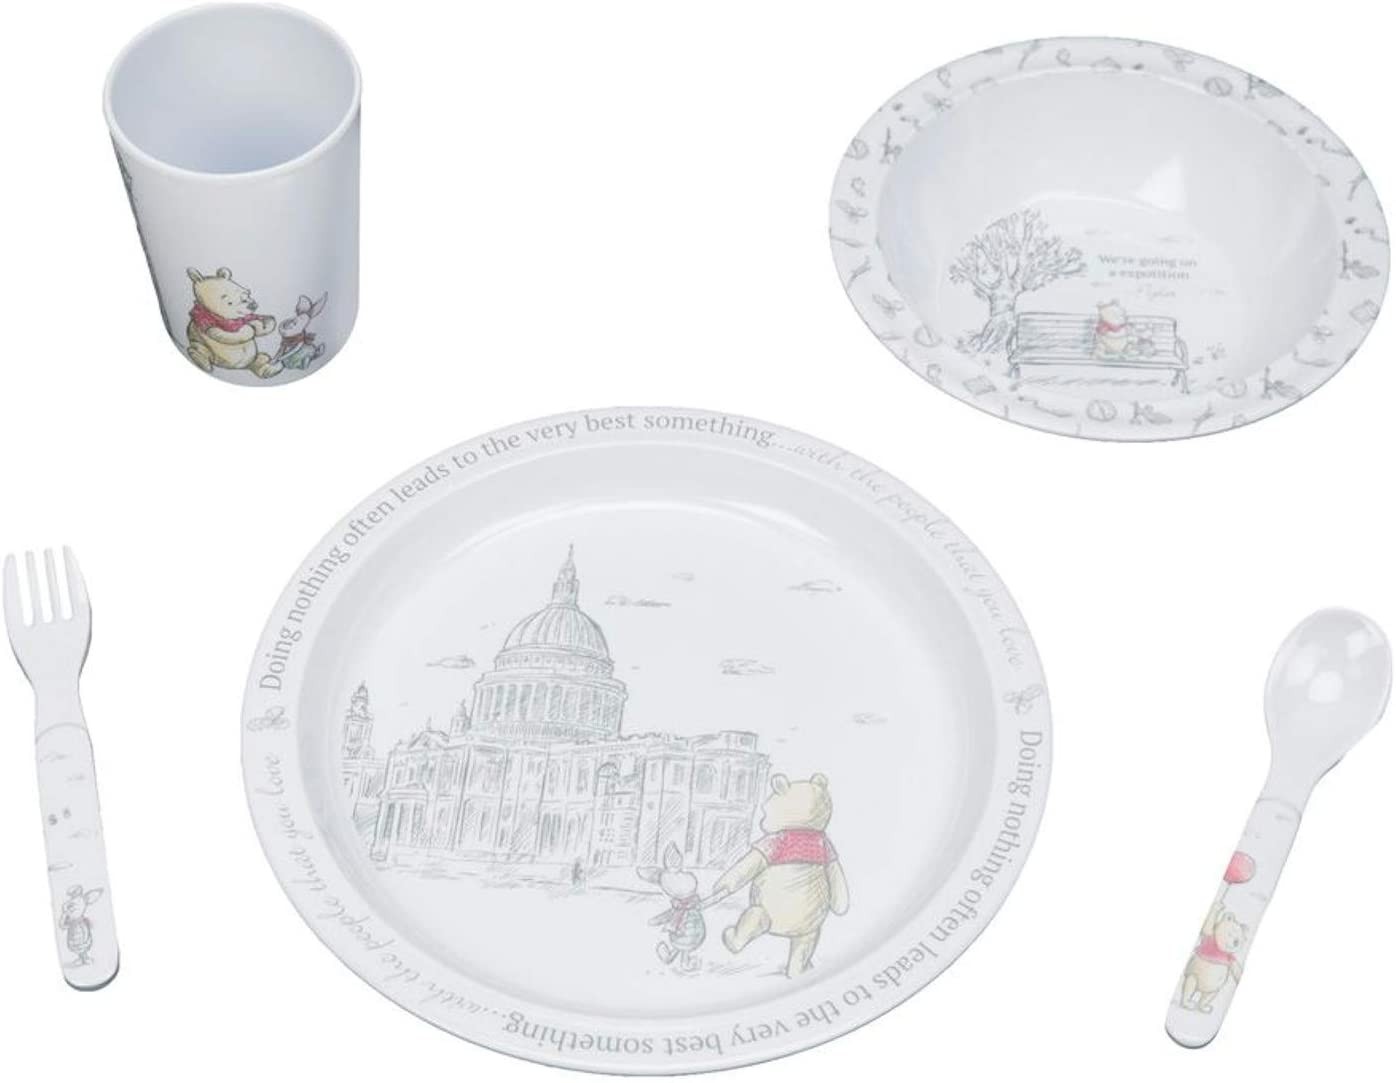 We're going on
a expotition
Doing nothing often leads to the very best something...with the people that you love
Doing nothing often leads to the very best something...with the people that you love